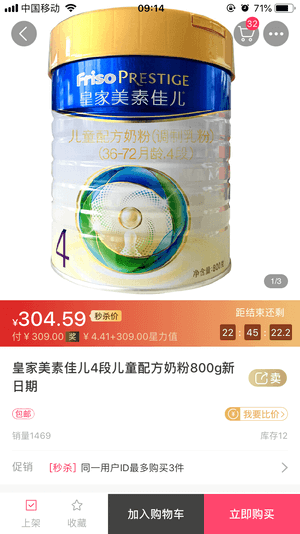 中国移动
09:14
71%
32
Friso PRESTIGE
皇家美素佳儿
儿童配方奶粉(调制乳粉)
(36-72月龄,4段)
4
净含量:800克
1/3
¥304.59 秒杀价
距结束还剩
付¥309.00 奖 ¥4.41+309.00星力值
22 : 45 : 22.2
皇家美素佳儿4段儿童配方奶粉800g新
日期
卖
包邮
我要比价>
销量1469
库存12
促销 [秒杀] 同一用户ID最多购买3件
上架
收藏
加入购物车
立即购买